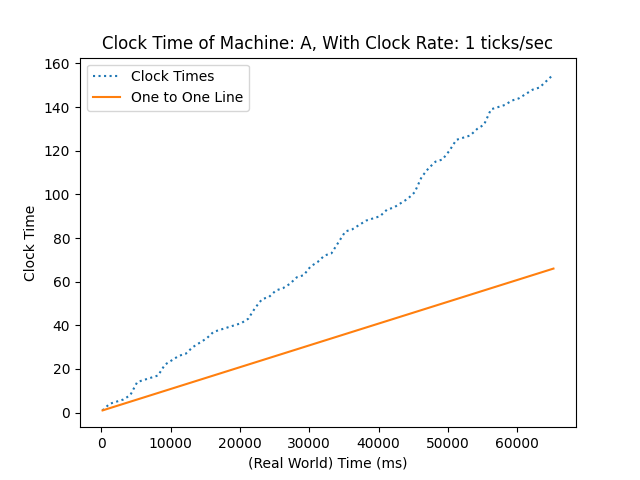 Clock Time of Machine: A, With Clock Rate: 1 ticks/sec
Clock Times
One to One Line
160
140
120
100
80
60
40
20
0
Clock Time
0 10000 20000 30000 40000 50000 60000
(Real World) Time (ms)